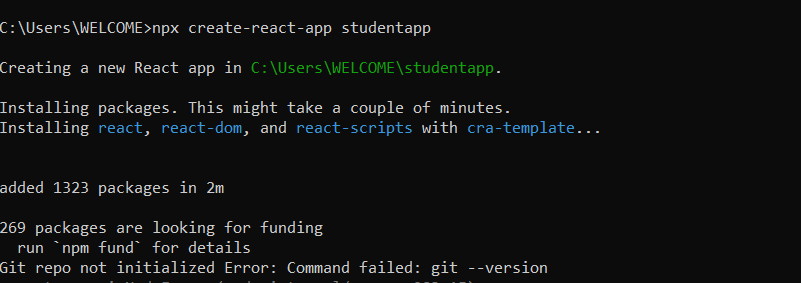 C:\Users\WELCOME>npx create-react-app studentapp
Creating a new React app in C:\Users\WELCOME\studentapp.
Installing packages. This might take a couple of minutes.
Installing react, react-dom, and react-scripts with cra-template...
added 1323 packages in 2m
269 packages are looking for funding
  run `npm fund` for details
Git repo not initialized Error: Command failed: git --version